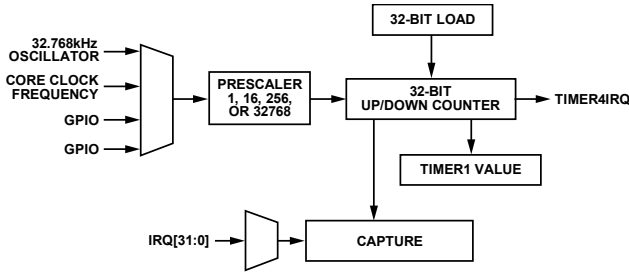 32-BIT LOAD
32.768kHz
OSCILLATOR
CORE CLOCK
FREQUENCY
GPIO
GPIO
PRESCALER
1, 16, 256,
OR 32768
32-BIT
UP/DOWN COUNTER
TIMER4IRQ
TIMER1 VALUE
IRQ[31:0]
CAPTURE